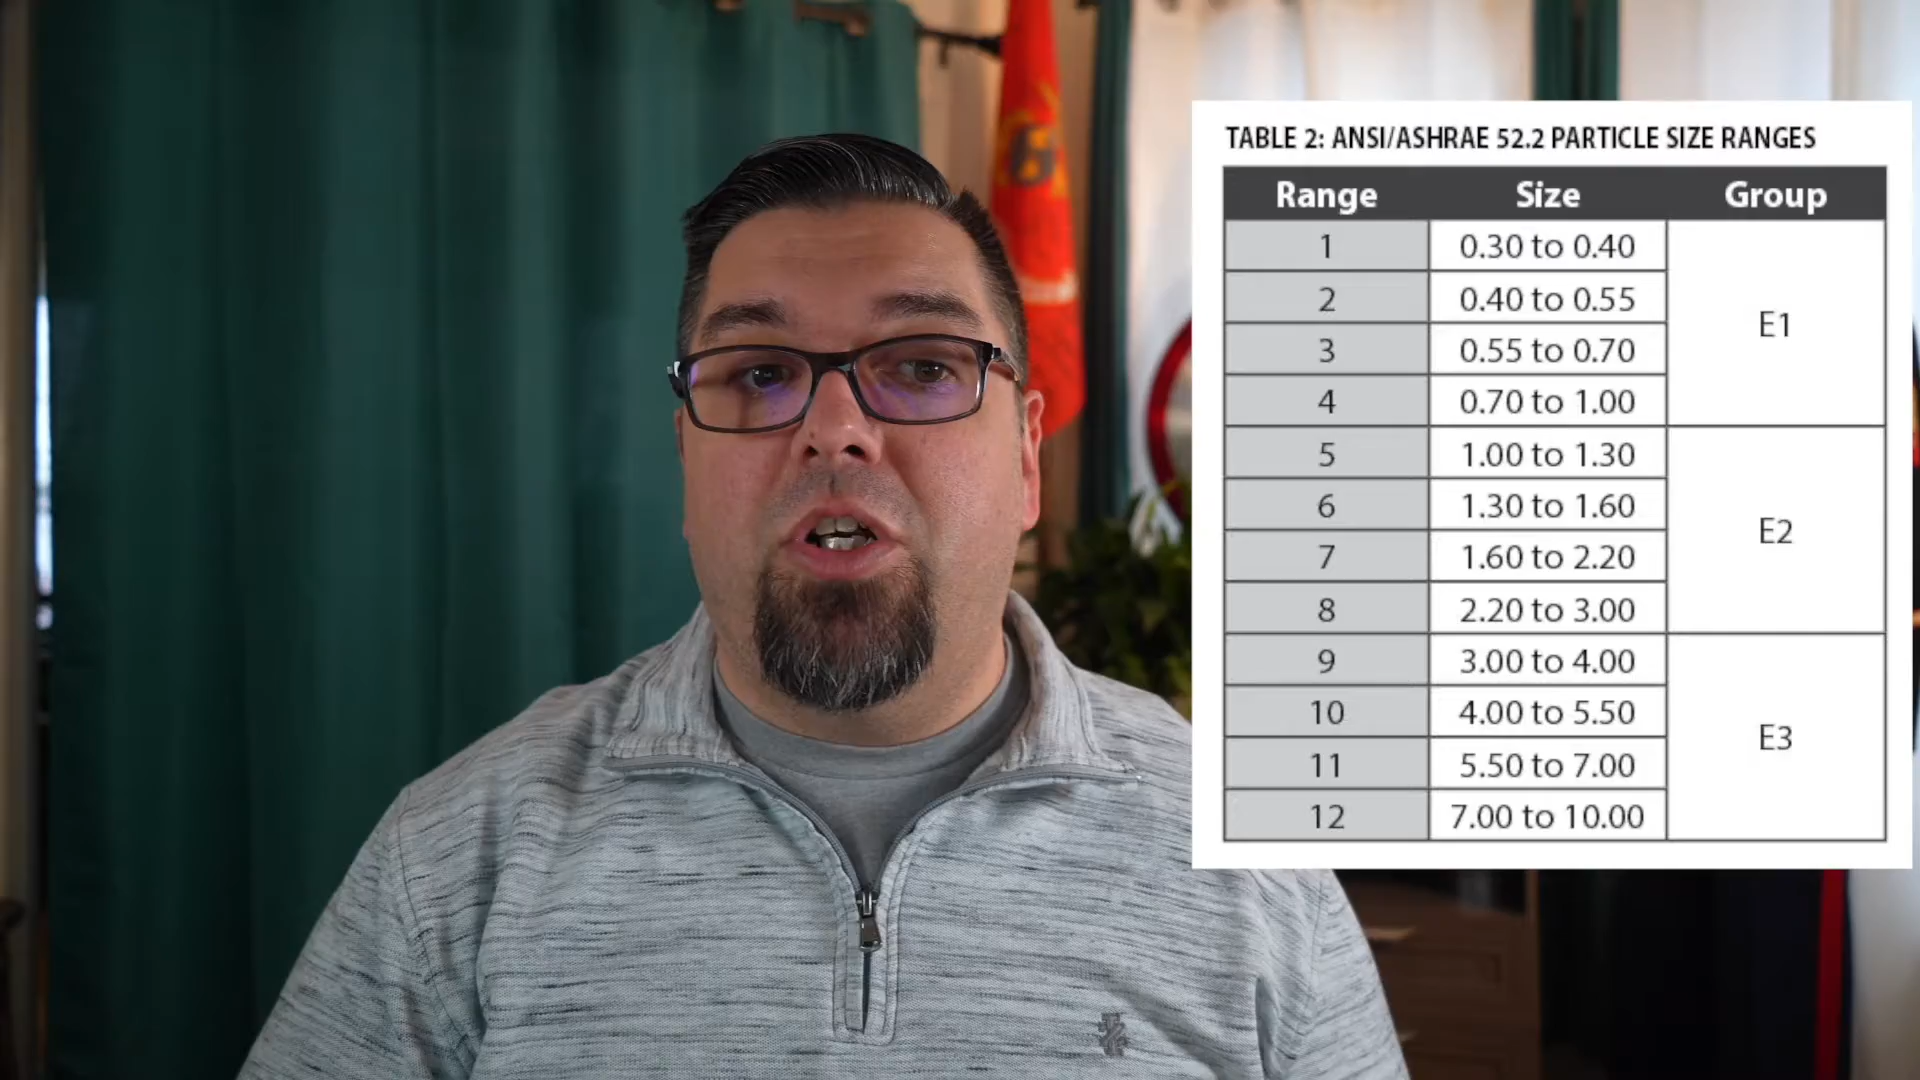 TABLE 2: ANSI/ASHRAE 52.2 PARTICLE SIZE RANGES
Range Size Group
1 0.30 to 0.40
2 0.40 to 0.55
E1
3 0.55 to 0.70
4 0.70 to 1.00
5 1.00 to 1.30
6 1.30 to 1.60
E2
7 1.60 to 2.20
8 2.20 to 3.00
9 3.00 to 4.00
10 4.00 to 5.50
E3
11 5.50 to 7.00
12 7.00 to 10.00